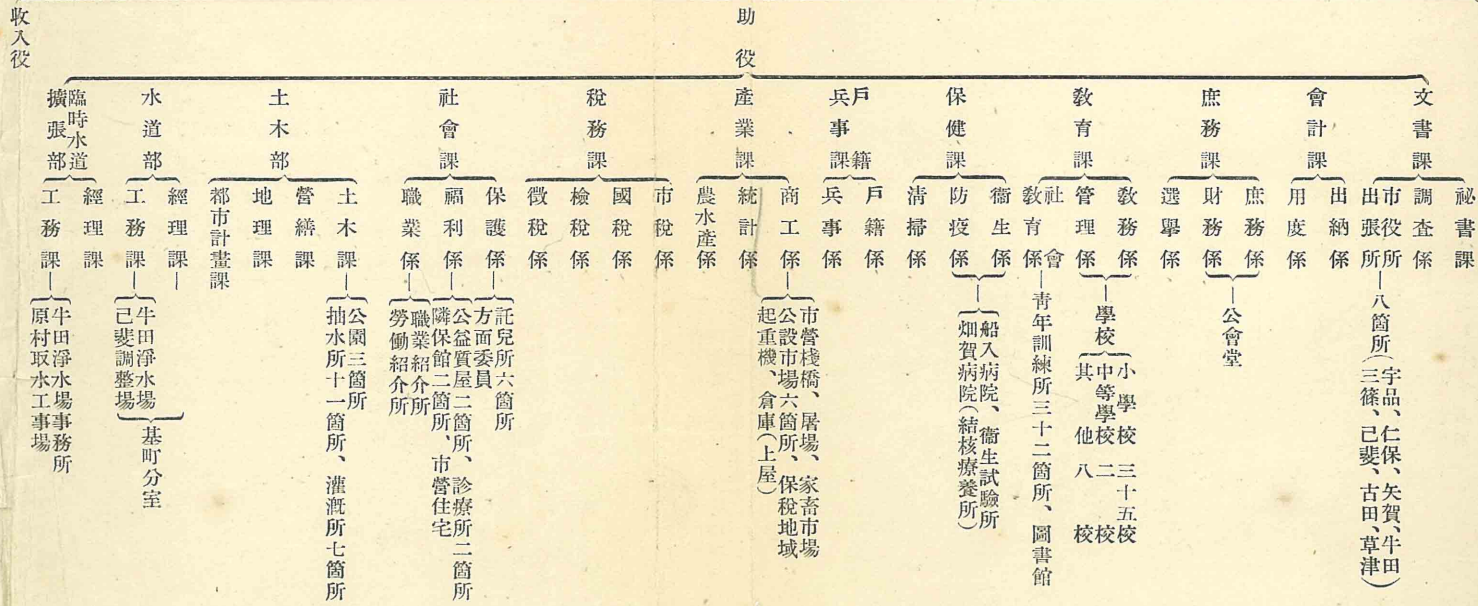 助役
文書課
秘書課
調査係
市役所出張所
八箇所(宇品、仁保、矢賀、牛田
三篠、己斐、古田、草津)
會計課
出納係
用度係
庶務課
庶務係
財務係
公會堂
選擧係
教育課
教務係
管理係
學校
小學校三十五校
中等學校二校
其他八校
社會教育係
青年訓練所三十二箇所、圖書館
保健課
衞生係
防疫係
船入病院、衞生試驗所
畑賀病院(結核療養所)
清掃係
戶籍兵事課
戶籍係
兵事係
產業課
商工係
市營棧橋、屠場、家畜市場
公設市場六箇所、保稅地域
起重機、倉庫(上屋)
統計係
農水產係
稅務課
市稅係
國稅係
檢稅係
徵稅係
社會課
保護係
託兒所六箇所
方面委員
福利係
公益質屋二箇所、診療所二箇所
隣保館二箇所、市營住宅
職業係
職業紹介所
勞働紹介所
土木部
土木課
公園三箇所
抽水所十一箇所、灌漑所七箇所
營繕課
地理課
都市計畫課
水道部
經理課
工務課
牛田淨水場
己斐調整場
基町分室
臨時水道擴張部
經理課
工務課
牛田淨水場事務所
原村取水工事場
收入役